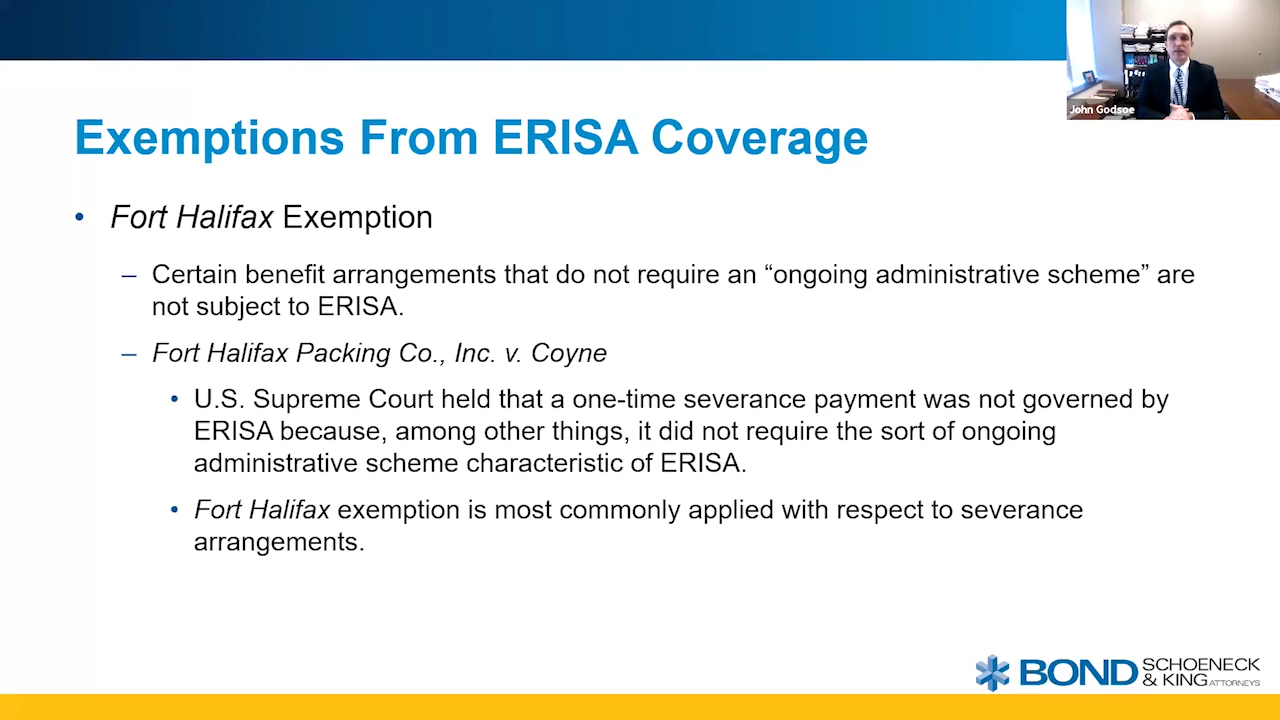 John Godsoe
Exemptions From ERISA Coverage
• Fort Halifax Exemption
– Certain benefit arrangements that do not require an “ongoing administrative scheme” are
not subject to ERISA.
– Fort Halifax Packing Co., Inc. v. Coyne
• U.S. Supreme Court held that a one-time severance payment was not governed by
ERISA because, among other things, it did not require the sort of ongoing
administrative scheme characteristic of ERISA.
• Fort Halifax exemption is most commonly applied with respect to severance
arrangements.
BOND SCHOENECK
& KING ATTORNEYS